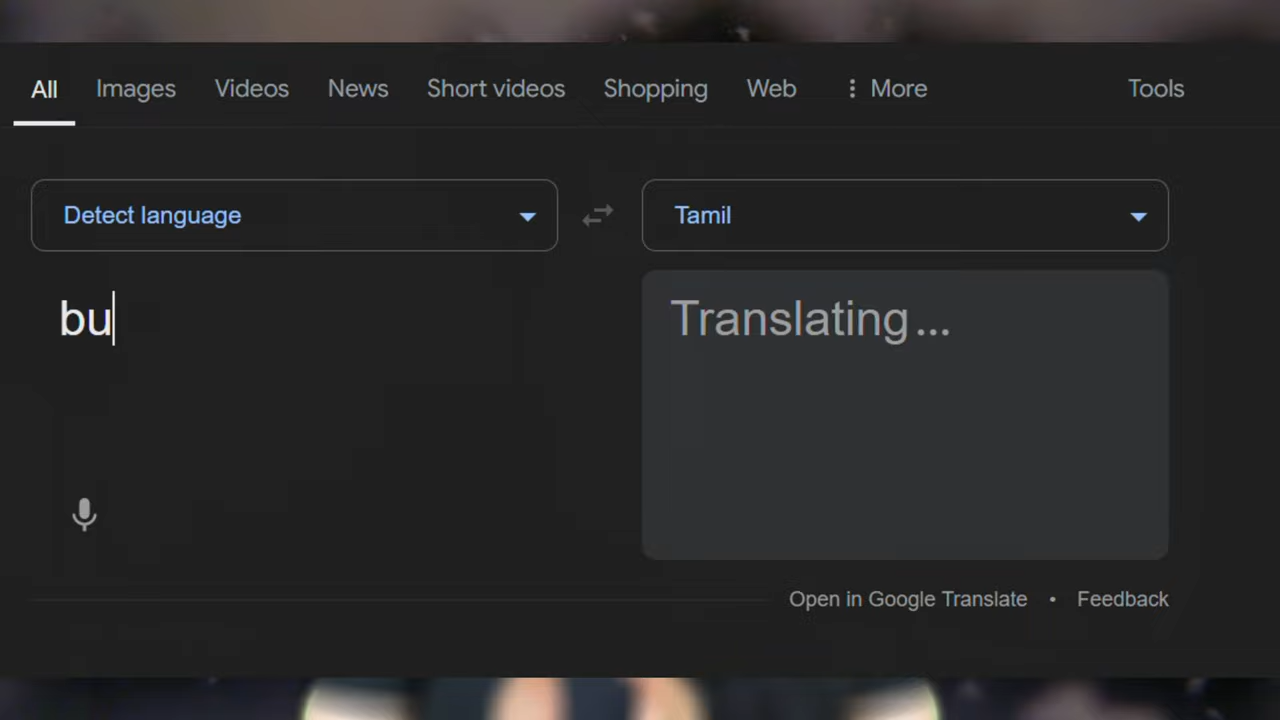 All Images Videos News Short videos Shopping Web More Tools
Detect language Tamil
bu Translating...
Open in Google Translate • Feedback